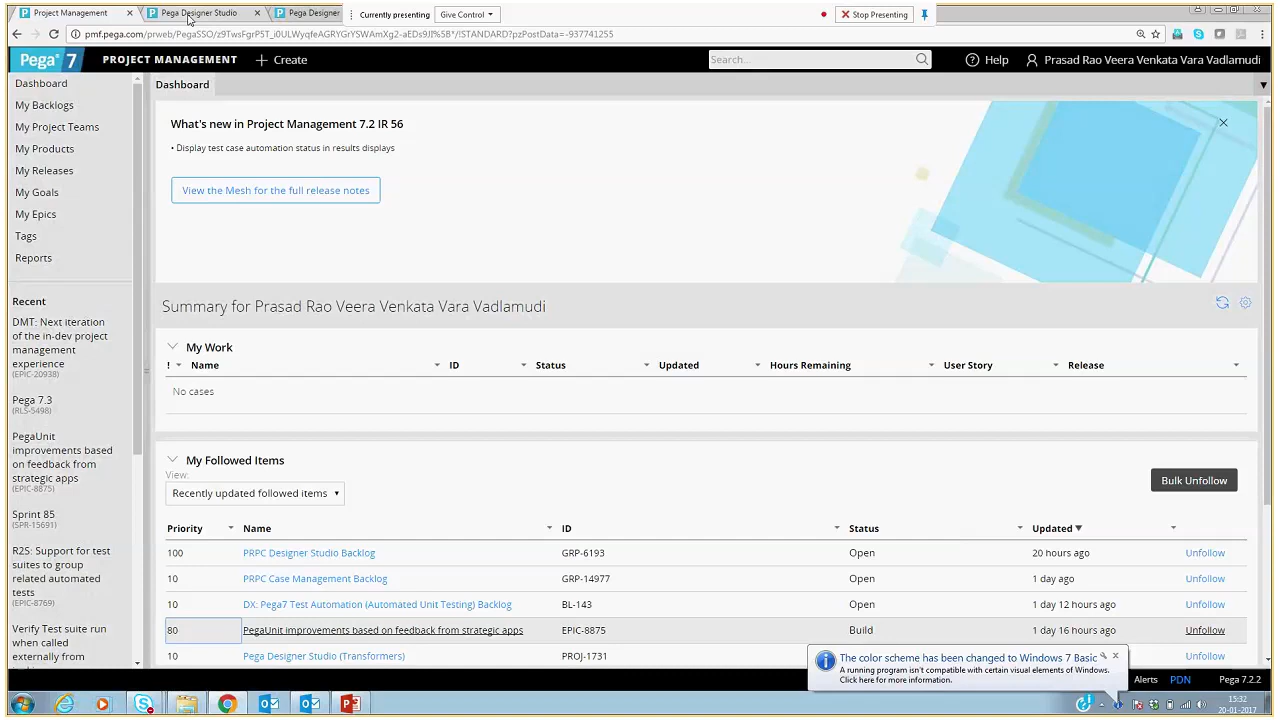 Project Management
Pega Designer Studio
Pega Designer
Currently presenting
Give Control
Stop Presenting
pmf.pega.com/prweb/PegaSSO/
Pega 7 PROJECT MANAGEMENT + Create
Search...
Help
Prasad Rao Veera Venkata Vara Vadlamudi
Dashboard
My Backlogs
My Project Teams
My Products
My Releases
My Goals
My Epics
Tags
Reports
Recent
DMT: Next iteration
of the in-dev project
management
experience
(EPIC-20938)
Pega 7.3
(RLS-5498)
PegaUnit
improvements based
on feedback from
strategic apps
(EPIC-8875)
Sprint 85
(SPR-15691)
R2S: Support for test
suites to group
related automated
tests
(EPIC-8769)
Verify Test suite run
when called
externally from
Dashboard
What's new in Project Management 7.2 IR 56
• Display test case automation status in results displays
View the Mesh for the full release notes
Summary for Prasad Rao Veera Venkata Vara Vadlamudi
My Work
! Name ID Status Updated Hours Remaining User Story Release
No cases
My Followed Items
View:
Recently updated followed items
Bulk Unfollow
Priority Name ID Status Updated
100 PRPC Designer Studio Backlog GRP-6193 Open 20 hours ago Unfollow
10 PRPC Case Management Backlog GRP-14977 Open 1 day ago Unfollow
10 DX: Pega7 Test Automation (Automated Unit Testing) Backlog BL-143 Open 1 day 12 hours ago Unfollow
80 PegaUnit improvements based on feedback from strategic apps EPIC-8875 Build 1 day 16 hours ago Unfollow
10 Pega Designer Studio (Transformers) PROJ-1731 Unfollow
The color scheme has been changed to Windows 7 Basic
A running program isn't compatible with certain visual elements of Windows.
Click here for more information.
Alerts PDN Pega 7.2.2
15:32
20-01-2017